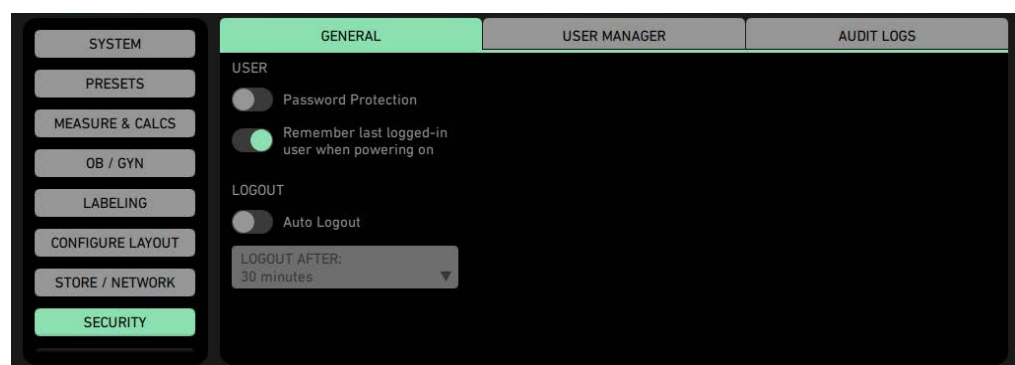 SYSTEM
PRESETS
MEASURE & CALCS
OB / GYN
LABELING
CONFIGURE LAYOUT
STORE / NETWORK
SECURITY
GENERAL
USER MANAGER
AUDIT LOGS
USER
Password Protection
Remember last logged-in
user when powering on
LOGOUT
Auto Logout
LOGOUT AFTER:
30 minutes